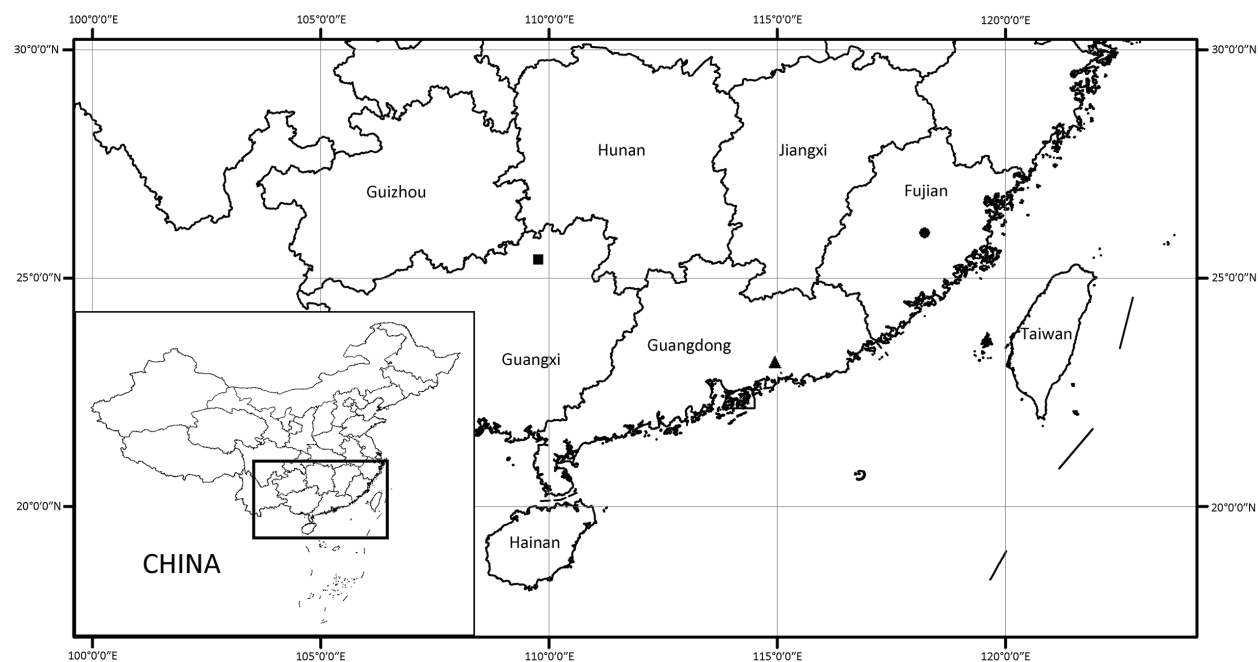 100°0'0"E 105°0'0"E 110°0'0"E 115°0'0"E 120°0'0"E
30°0'0"N 30°0'0"N
Hunan Jiangxi
Guizhou Fujian
25°0'0"N 25°0'0"N
Taiwan
Guangdong
Guangxi
20°0'0"N 20°0'0"N
Hainan
CHINA
100°0'0"E 105°0'0"E 110°0'0"E 115°0'0"E 120°0'0"E